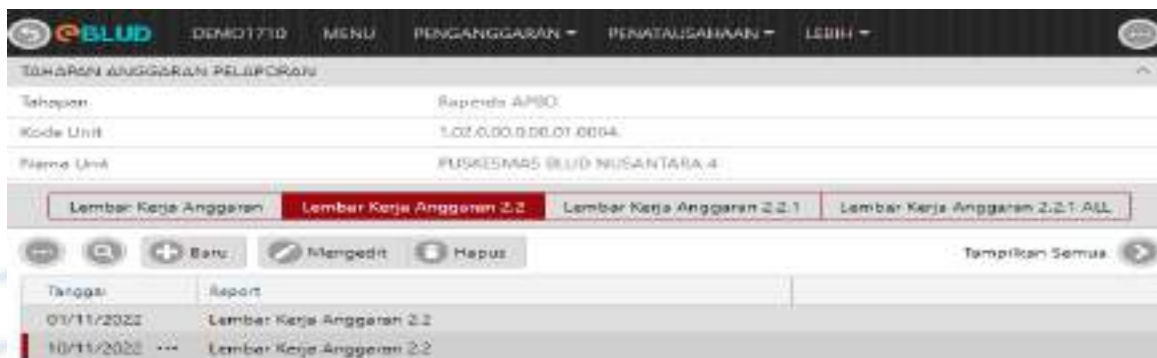 eBLUD DEMO1710 MENU PENGANGGARAN PENATAUSAHAAN LEBIH
TAHAPAN ANGGARAN PELAPORAN
Tahapan Raperda APBD
Kode Unit 1.02.0.00.0.00.01.0004.
Nama Unit PUSKESMAS BLUD NUSANTARA 4
Lembar Kerja Anggaran Lembar Kerja Anggaran 2.2 Lembar Kerja Anggaran 2.2.1 Lembar Kerja Anggaran 2.2.1 ALL
Baru Mengedit Hapus Tampilkan Semua
Tanggal Report
01/11/2022 Lembar Kerja Anggaran 2.2
10/11/2022 ... Lembar Kerja Anggaran 2.2